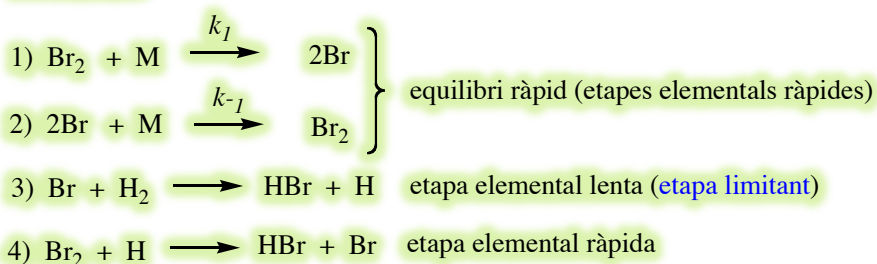 1) Br₂ + M k₁ → 2Br
equilibri ràpid (etapes elementals ràpides)
2) 2Br + M k-₁ → Br₂
3) Br + H₂ → HBr + H etapa elemental lenta (etapa limitant)
4) Br₂ + H → HBr + Br etapa elemental ràpida